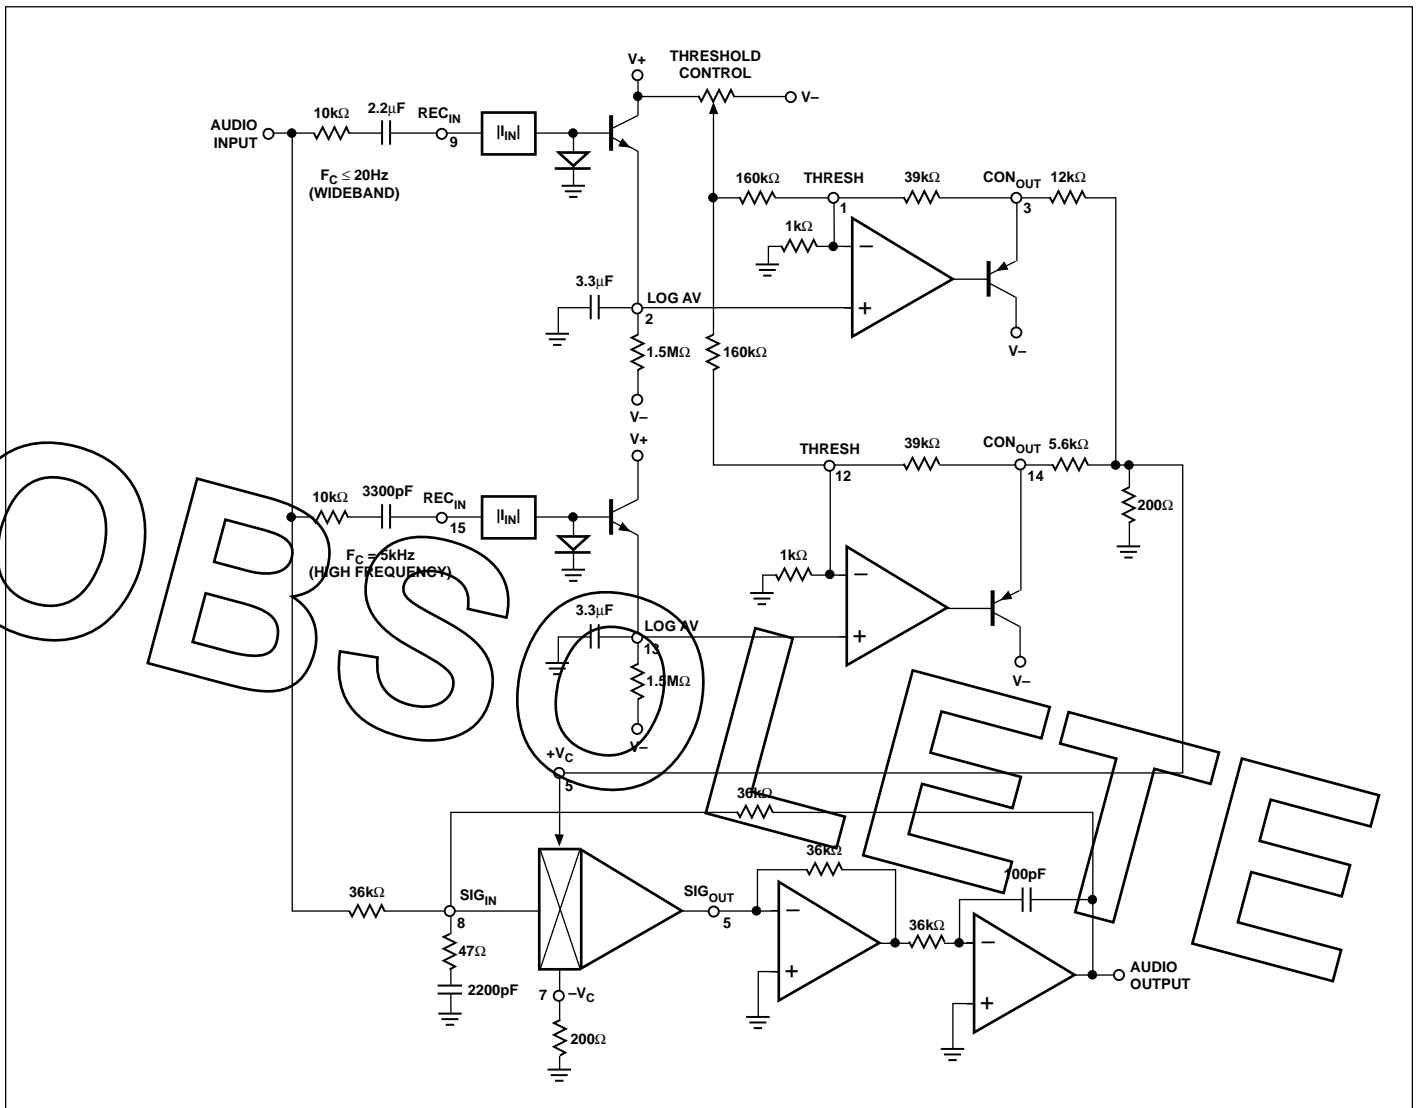 THRESHOLD
CONTROL
V+
V–
AUDIO
INPUT
10kΩ
2.2μF
REC_IN
9
|I_IN|
F_C ≤ 20Hz
(WIDEBAND)
160kΩ
THRESH
1
39kΩ
CON_OUT
3
12kΩ
1kΩ
–
+
V–
3.3μF
LOG AV
2
1.5MΩ
160kΩ
V–
V+
THRESH
12
39kΩ
CON_OUT
14
5.6kΩ
200Ω
10kΩ
3300pF
REC_IN
15
|I_IN|
F_C = 5kHz
(HIGH FREQUENCY)
1kΩ
–
+
V–
3.3μF
LOG AV
13
1.5MΩ
V–
OBSOLETE
+V_C
5
36kΩ
36kΩ
SIG_IN
8
47Ω
2200pF
SIG_OUT
5
36kΩ
–
+
36kΩ
100pF
–
+
AUDIO
OUTPUT
7
–V_C
200Ω